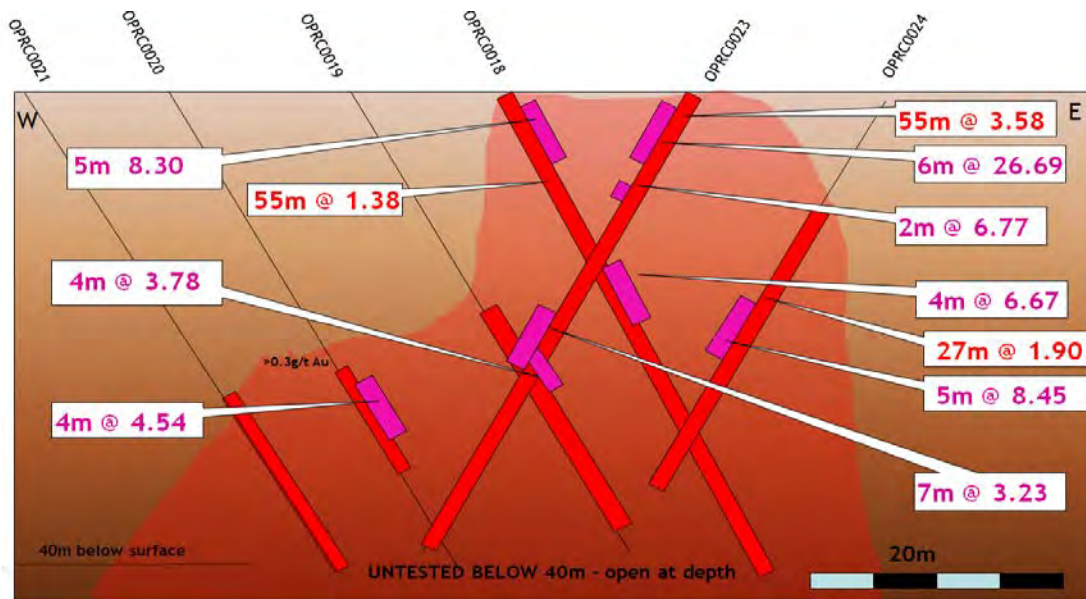 OPRC0021
OPRC0020
OPRC0019
OPRC0018
OPRC0023
OPRC0024
W
E
55m @ 3.58
5m 8.30
6m @ 26.69
55m @ 1.38
2m @ 6.77
4m @ 3.78
4m @ 6.67
27m @ 1.90
>0.3g/t Au
5m @ 8.45
4m @ 4.54
7m @ 3.23
40m below surface
20m
UNTESTED BELOW 40m - open at depth